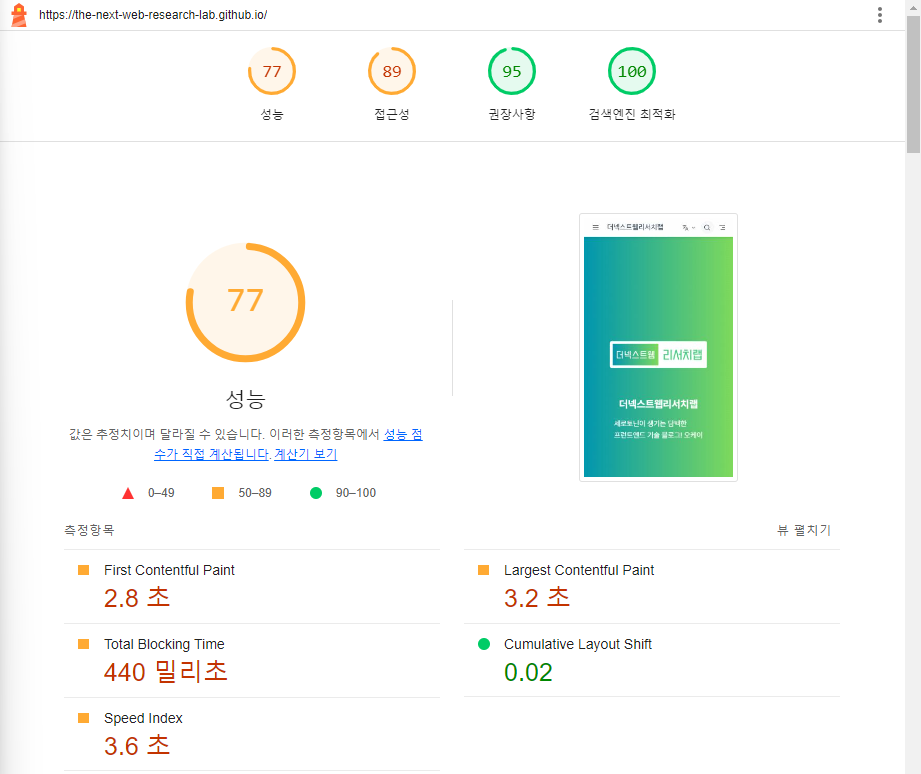 https://the-next-web-research-lab.github.io/
77
89
95
100
성능
접근성
권장사항
검색엔진 최적화
77
성능
값은 추정치이며 달라질 수 있습니다. 이러한 측정항목에서 성능 점
수가 직접 계산됩니다. 계산기 보기
0–49
50–89
90–100
더넥스트웹리서치랩
더넥스트웹 리서치랩
더넥스트웹리서치랩
세로토닌이 생기는 담백한
프런트엔드 기술 블로그! 오케이
측정항목
뷰 펼치기
First Contentful Paint
2.8 초
Largest Contentful Paint
3.2 초
Total Blocking Time
440 밀리초
Cumulative Layout Shift
0.02
Speed Index
3.6 초